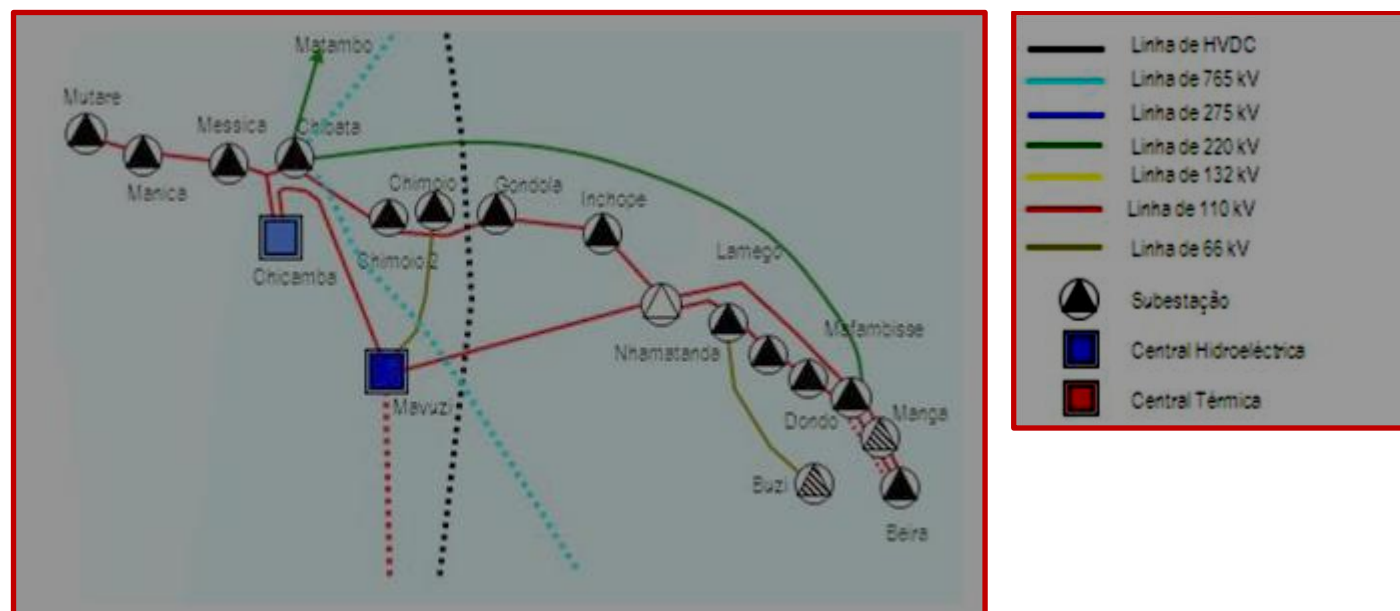 Matambo
Mutare
Messica
Chibata
Manica
Chimoio
Gondola
Inchope
Chimoio 2
Chicamba
Lamego
Mafambisse
Nhamatanda
Mavuzi
Dondo
Manga
Buzi
Beira
Linha de HVDC
Linha de 765 kV
Linha de 275 kV
Linha de 220 kV
Linha de 132 kV
Linha de 110 kV
Linha de 66 kV
Subestação
Central Hidroeléctrica
Central Térmica